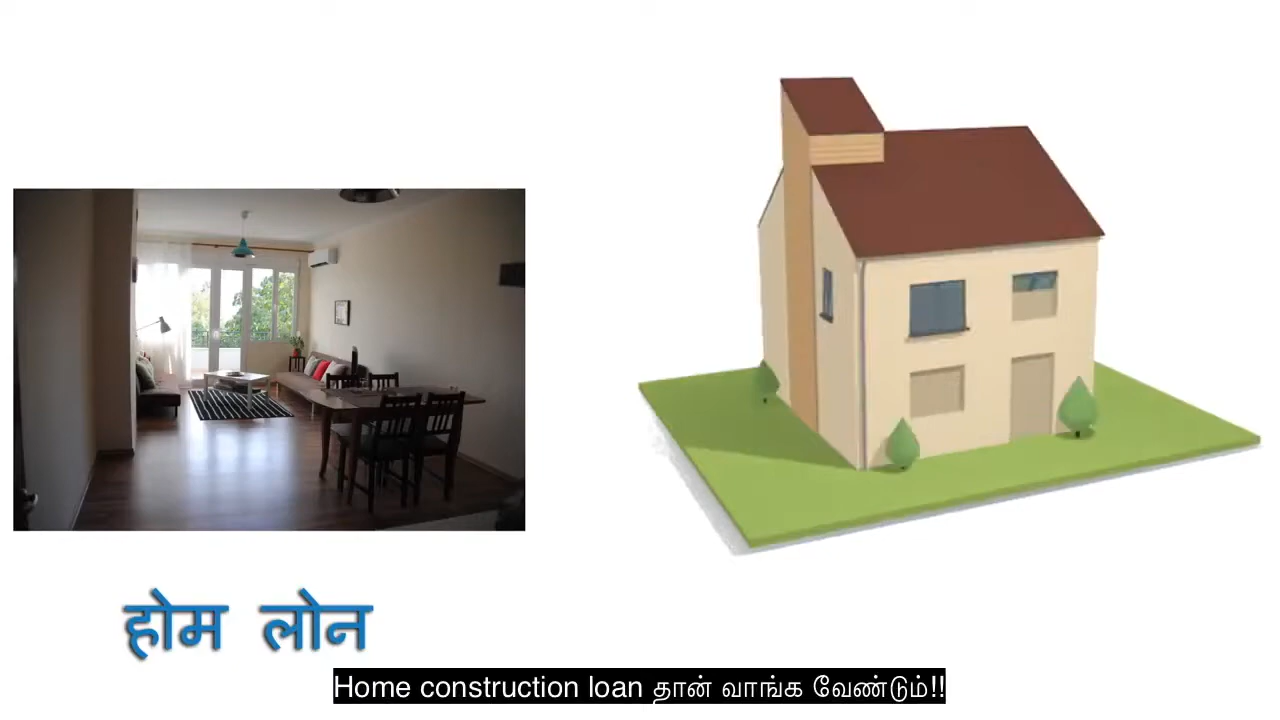 होम लोन
Home construction loan தான் வாங்க வேண்டும்!!